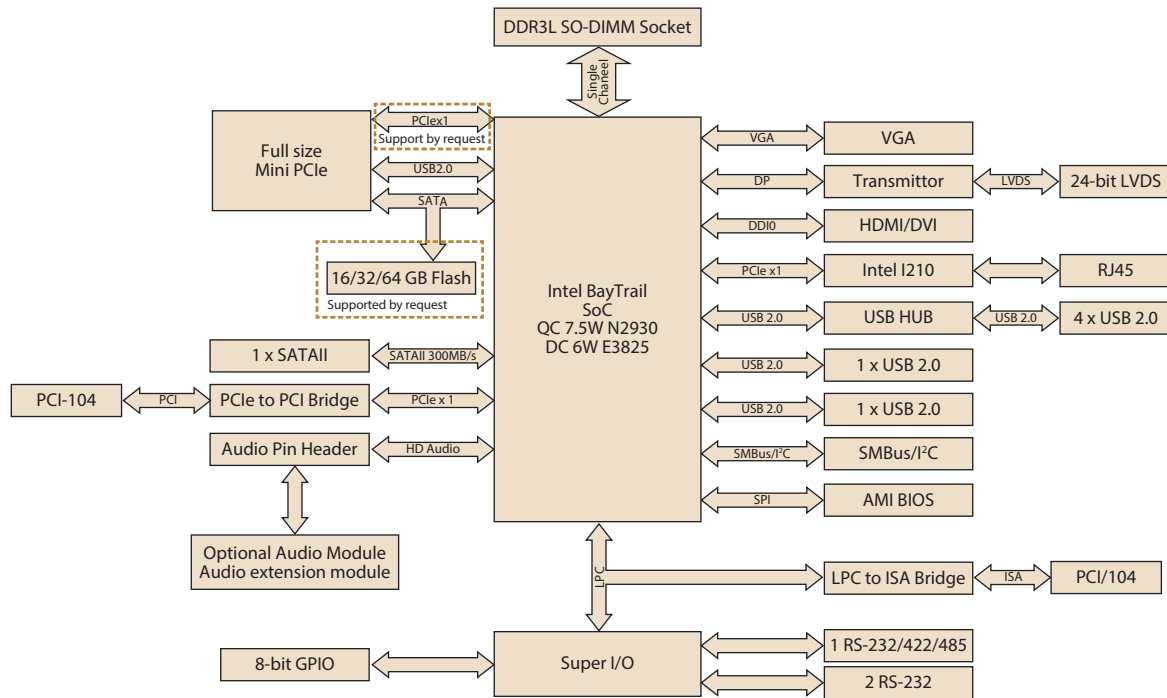 DDR3L SO-DIMM Socket
Single
Channeel
Full size
Mini PCIe
PCIex1
Support by request
USB2.0
SATA
16/32/64 GB Flash
Supported by request
Intel BayTrail
SoC
QC 7.5W N2930
DC 6W E3825
VGA
VGA
DP
Transmittor
LVDS
24-bit LVDS
DDI0
HDMI/DVI
PCIe x1
Intel I210
RJ45
USB 2.0
USB HUB
USB 2.0
4 x USB 2.0
USB 2.0
1 x USB 2.0
USB 2.0
1 x USB 2.0
SMBus/I²C
SMBus/I²C
SPI
AMI BIOS
1 x SATAII
SATAII 300MB/s
PCI-104
PCI
PCIe to PCI Bridge
PCIe x 1
Audio Pin Header
HD Audio
Optional Audio Module
Audio extension module
LPC
LPC to ISA Bridge
ISA
PCI/104
8-bit GPIO
Super I/O
1 RS-232/422/485
2 RS-232